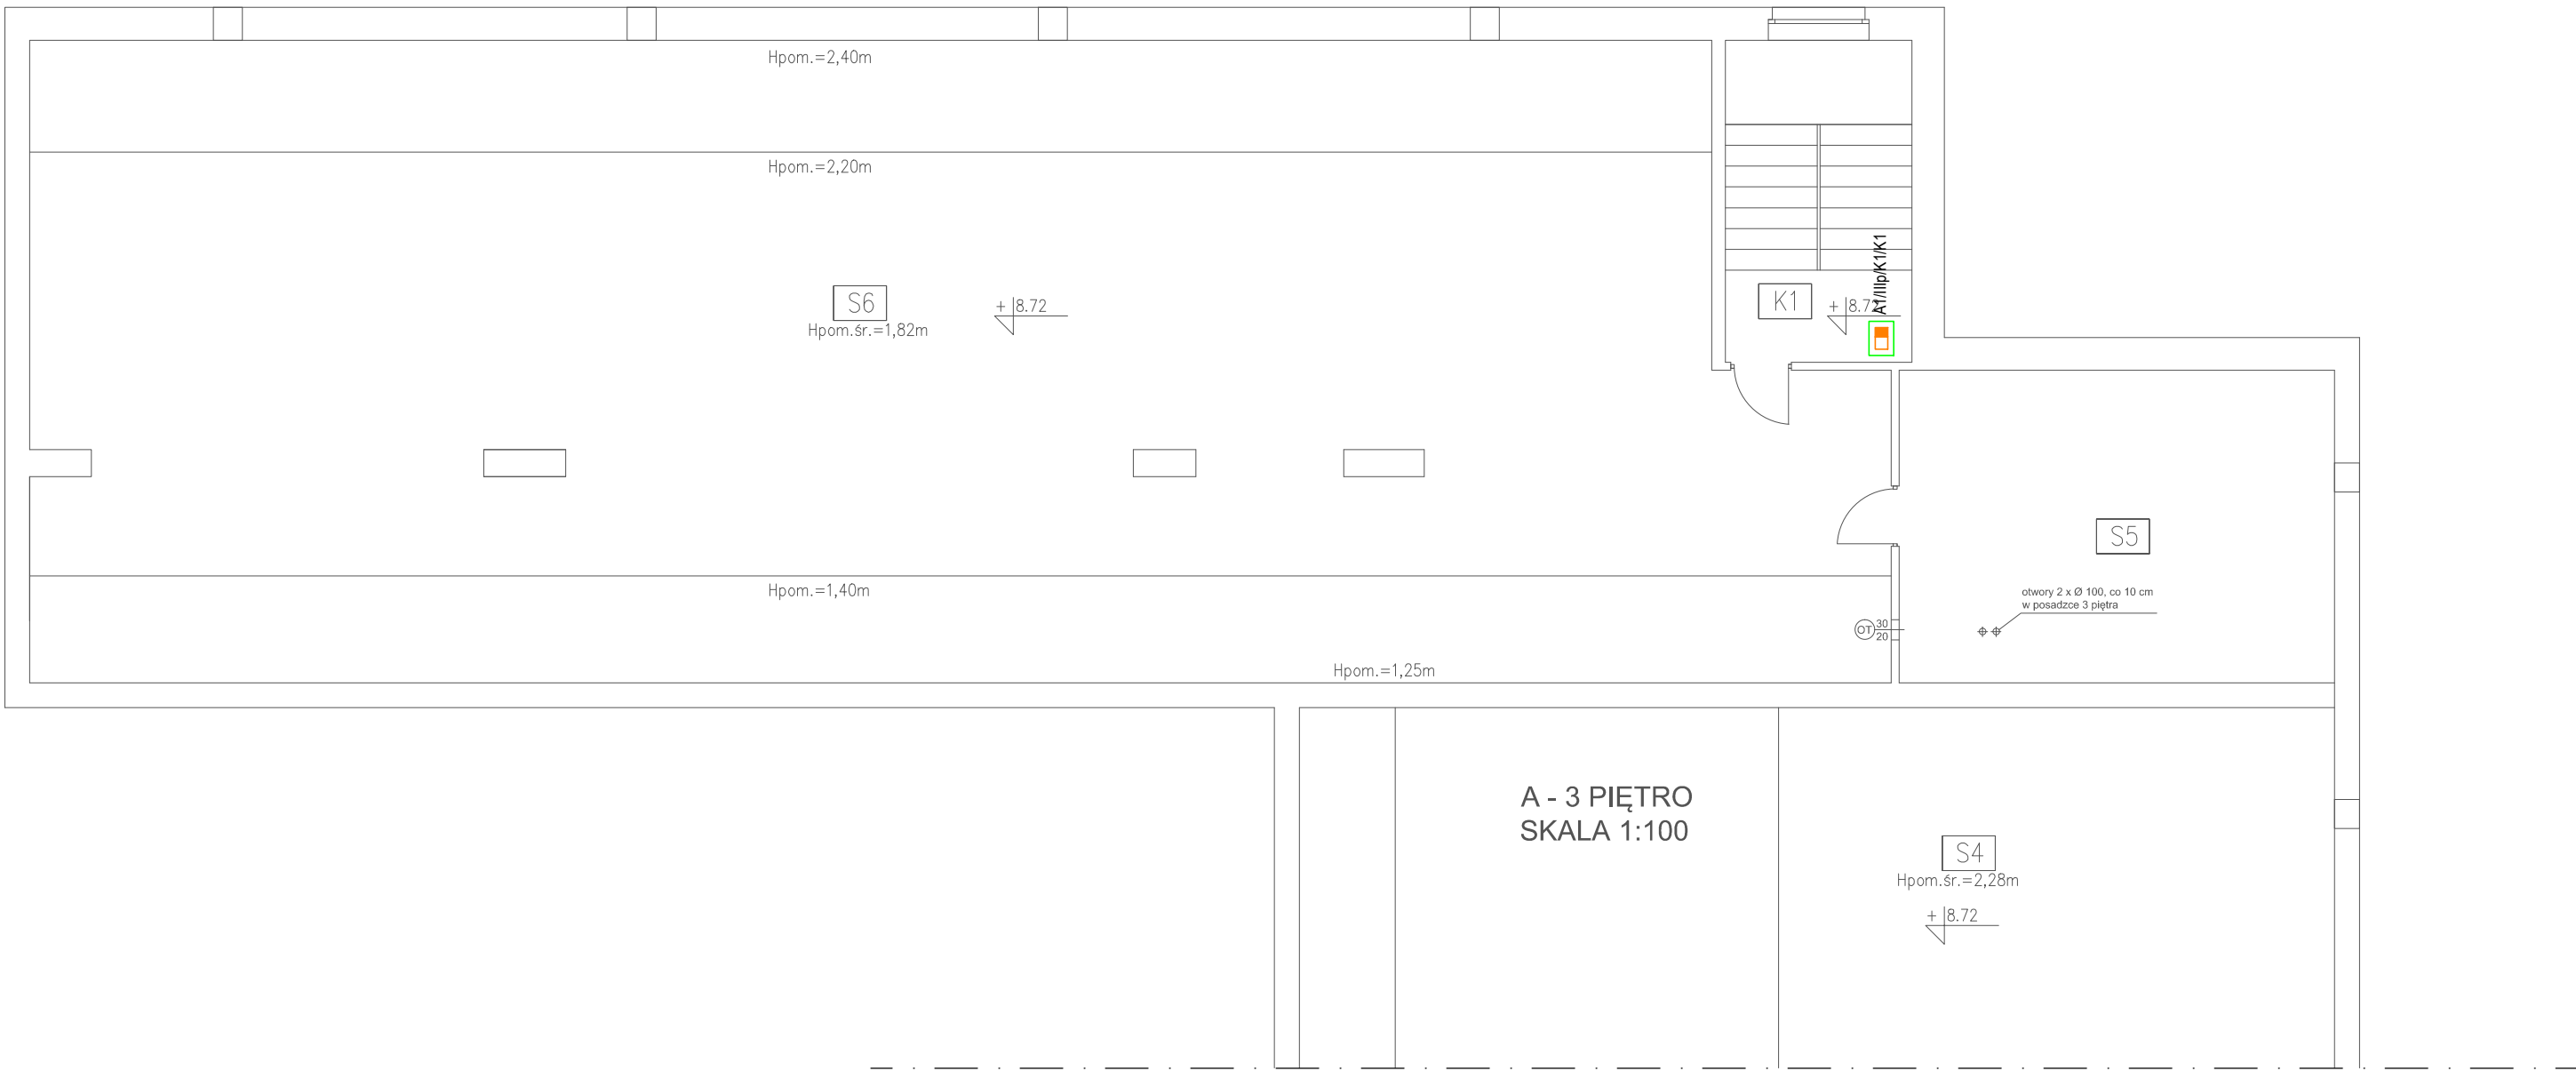 Hpom.=2,40m
Hpom.=2,20m
A1/IIIp/K1/K1
S6
Hpom.śr.=1,82m
+ 8.72
K1
+ 8.72
S5
otwory 2 x Ø 100, co 10 cm
w posadzce 3 piętra
Hpom.=1,40m
OT 30
20
Hpom.=1,25m
A - 3 PIĘTRO
SKALA 1:100
S4
Hpom.śr.=2,28m
+ 8.72